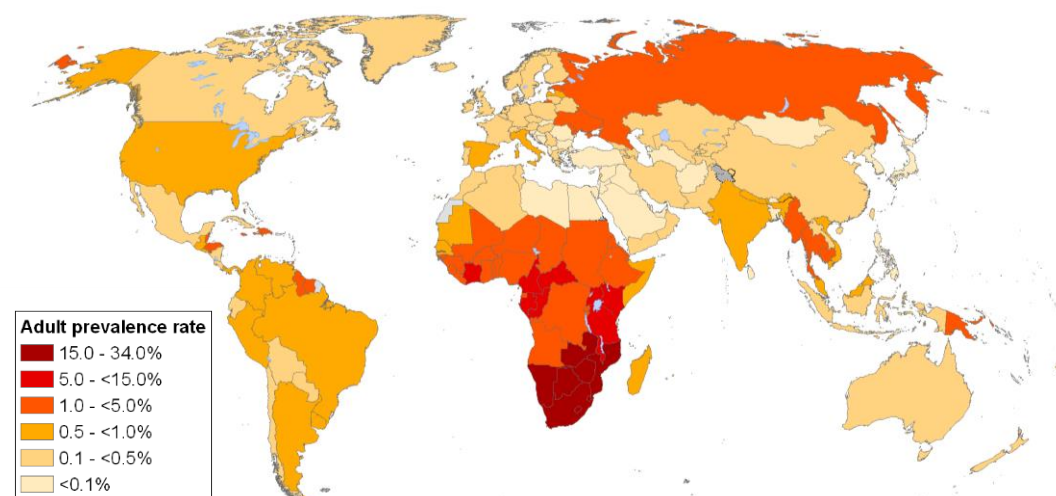 Adult prevalence rate
15.0 - 34.0%
5.0 - <15.0%
1.0 - <5.0%
0.5 - <1.0%
0.1 - <0.5%
<0.1%